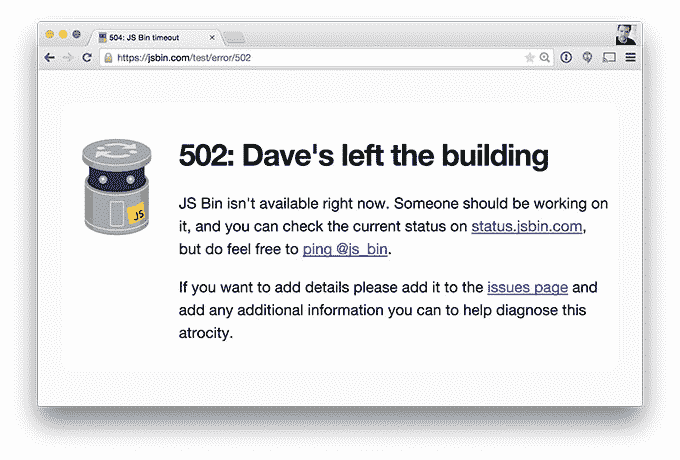 504: JS Bin timeout
https://jsbin.com/test/error/502
502: Dave's left the building
JS Bin isn't available right now. Someone should be working on
it, and you can check the current status on status.jsbin.com,
but do feel free to ping @js_bin.
If you want to add details please add it to the issues page and
add any additional information you can to help diagnose this
atrocity.
JS